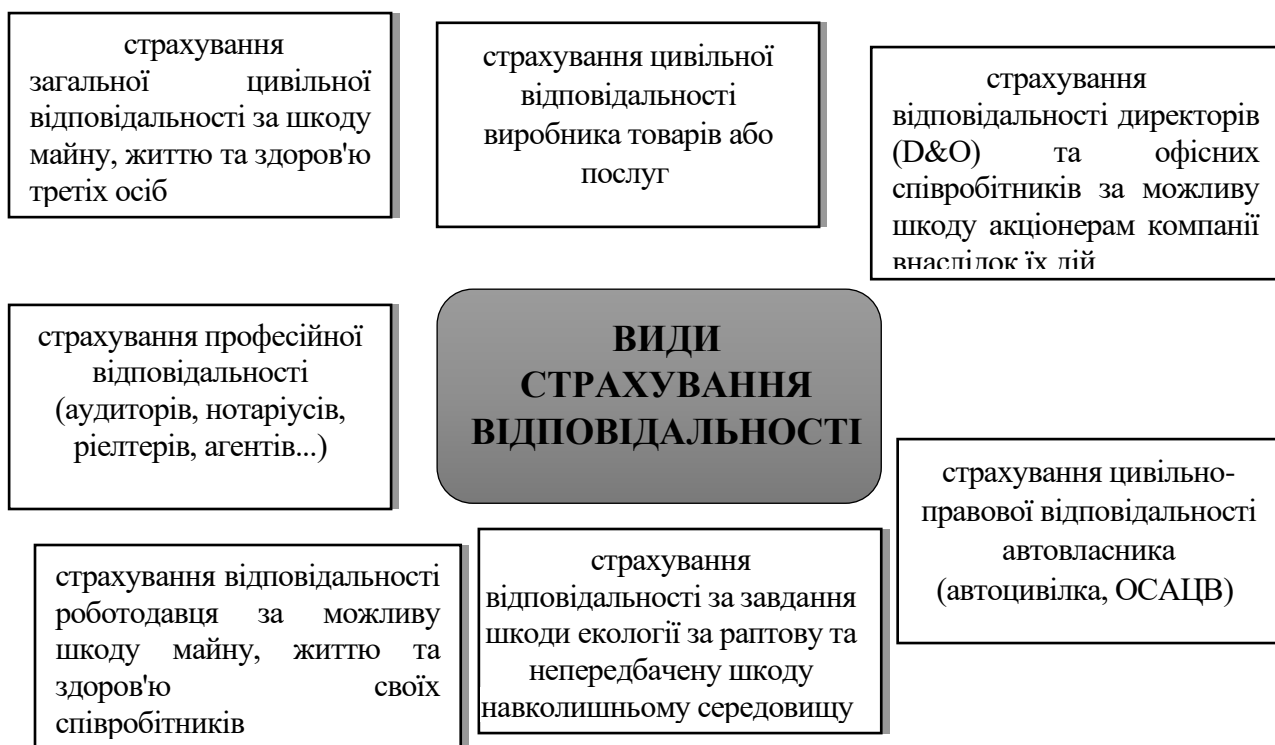 страхування
загальної цивільної
відповідальності за шкоду
майну, життю та здоров'ю
третіх осіб
страхування цивільної
відповідальності
виробника товарів або
послуг
страхування
відповідальності директорів
(D&O) та офісних
співробітників за можливу
шкоду акціонерам компанії
внаслідок їх дій
страхування професійної
відповідальності
(аудиторів, нотаріусів,
ріелтерів, агентів...)
ВИДИ
СТРАХУВАННЯ
ВІДПОВІДАЛЬНОСТІ
страхування цивільно-
правової відповідальності
автовласника
(автоцивілка, ОСАЦВ)
страхування відповідальності
роботодавця за можливу
шкоду майну, життю та
здоров'ю своїх
співробітників
страхування
відповідальності за завдання
шкоди екології за раптову та
непередбачену шкоду
навколишньому середовищу